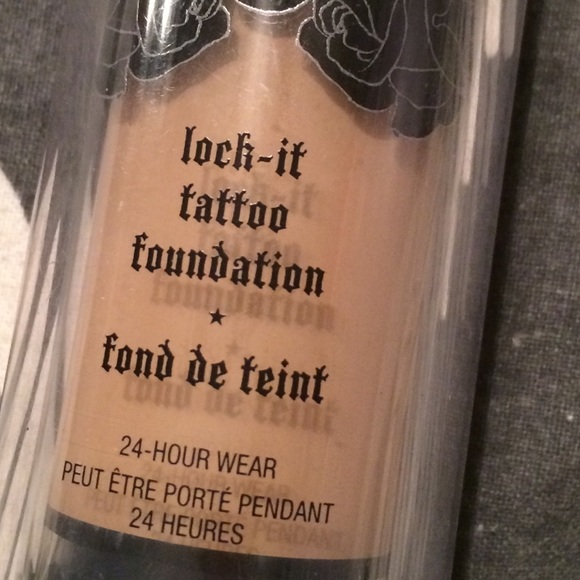 lock-it
tattoo
foundation
★
fond de teint
24-HOUR WEAR
PEUT ÊTRE PORTÉ PENDANT
24 HEURES